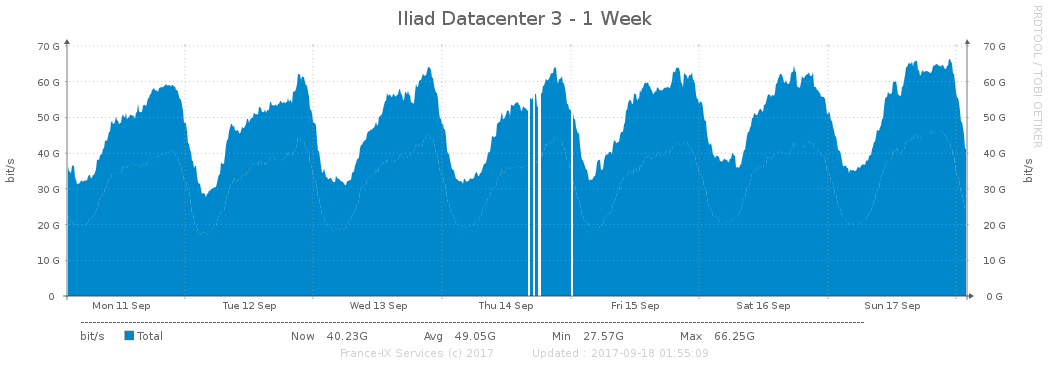 Iliad Datacenter 3 - 1 Week
RRDTOOL / TOBI OETIKER
bit/s
70 G
60 G
50 G
40 G
30 G
20 G
10 G
0
70 G
60 G
50 G
40 G
30 G
20 G
10 G
0 G
bit/s
Mon 11 Sep Tue 12 Sep Wed 13 Sep Thu 14 Sep Fri 15 Sep Sat 16 Sep Sun 17 Sep
bit/s Total Now 40.23G Avg 49.05G Min 27.57G Max 66.25G
France-IX Services (c) 2017 Updated : 2017-09-18 01:55:09